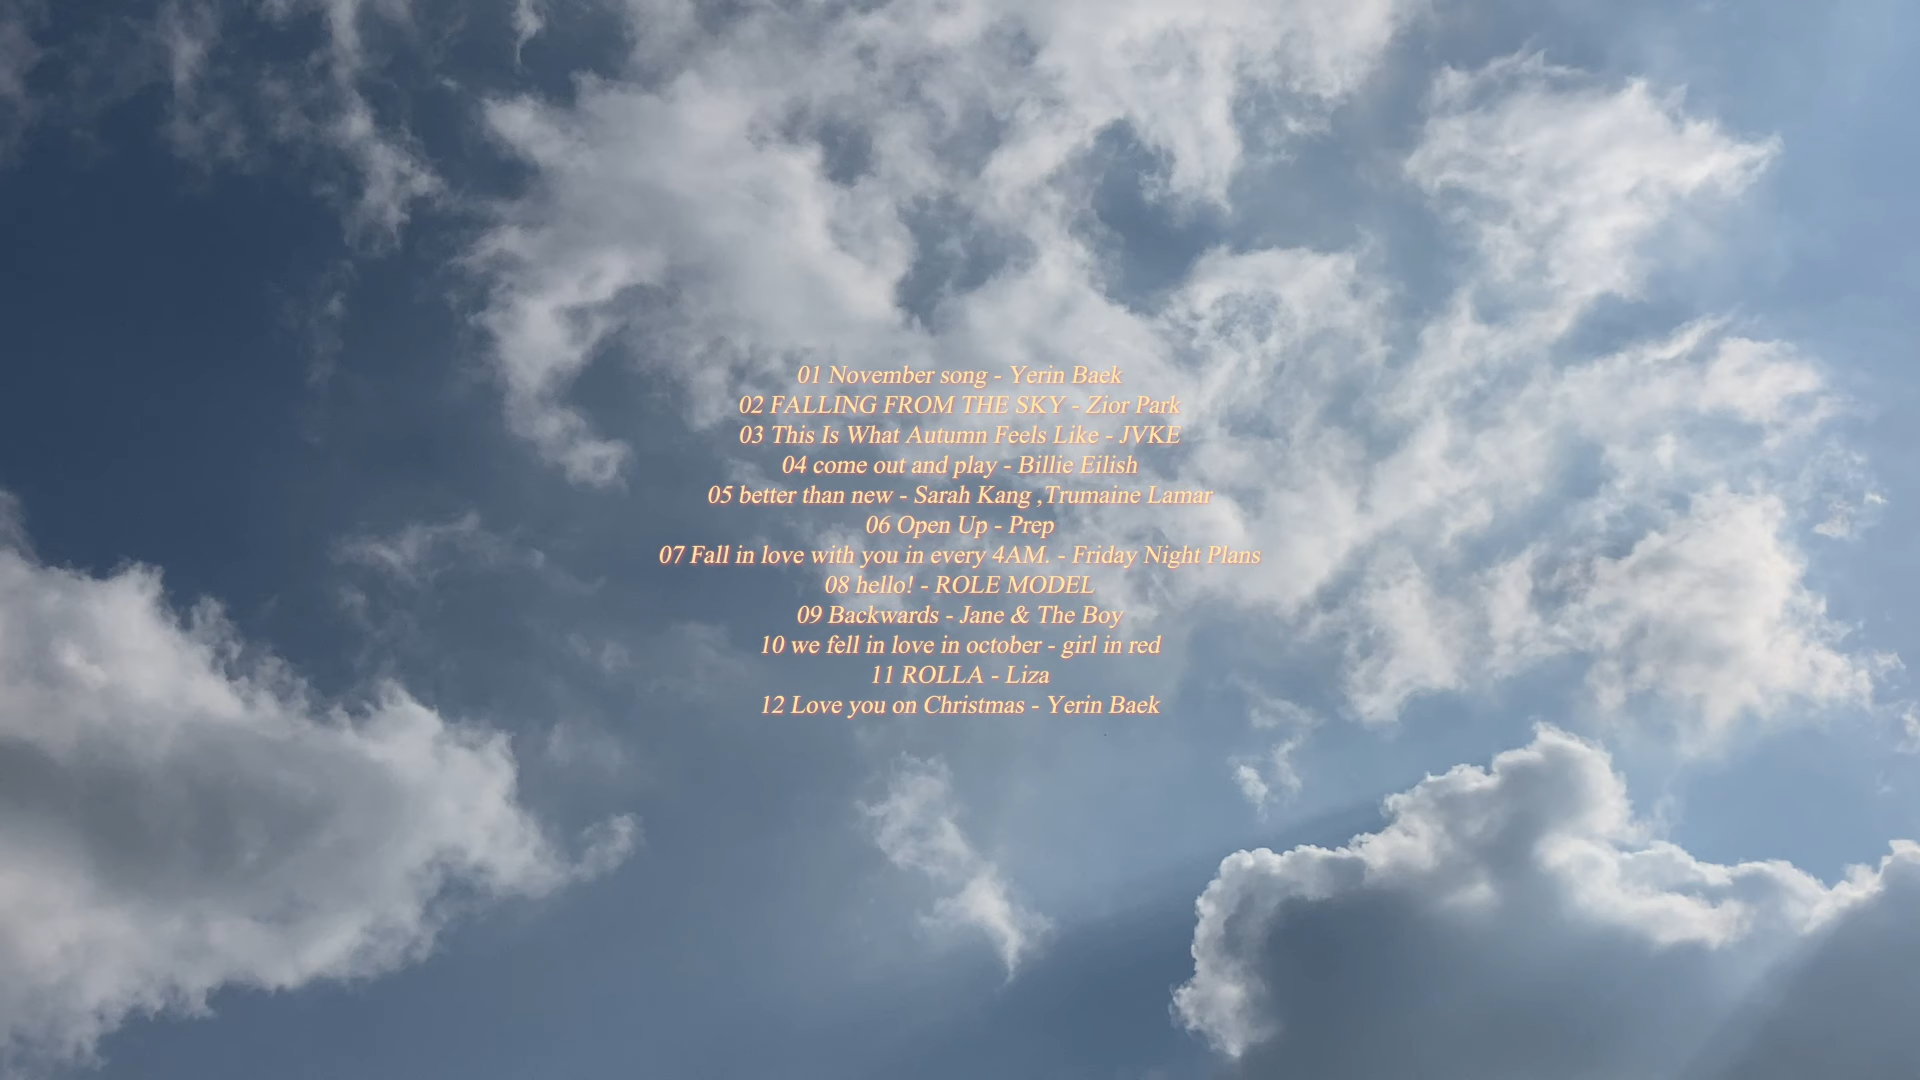 01 November song - Yerin Baek
02 FALLING FROM THE SKY - Zior Park
03 This Is What Autumn Feels Like - JVKE
04 come out and play - Billie Eilish
05 better than new - Sarah Kang ,Trumaine Lamar
06 Open Up - Prep
07 Fall in love with you in every 4AM. - Friday Night Plans
08 hello! - ROLE MODEL
09 Backwards - Jane & The Boy
10 we fell in love in october - girl in red
11 ROLLA - Liza
12 Love you on Christmas - Yerin Baek